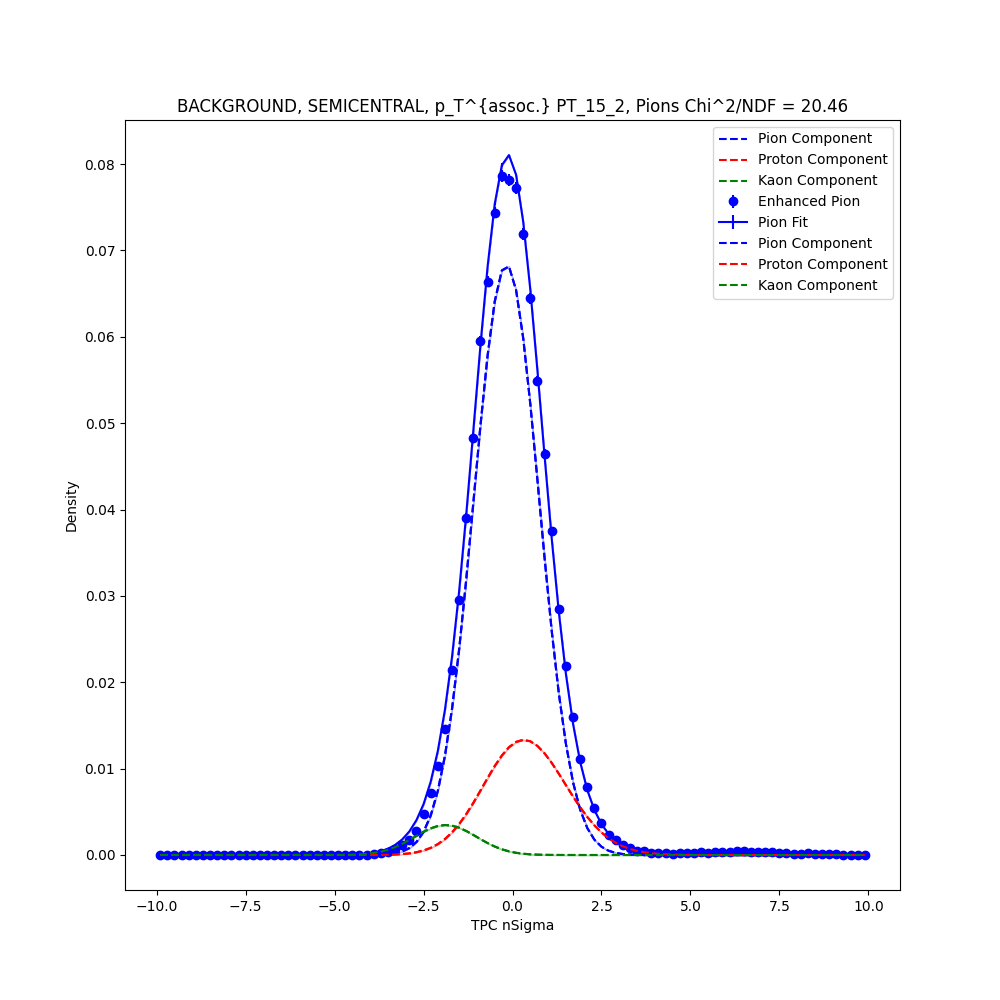 BACKGROUND, SEMICENTRAL, p_T^{assoc.} PT_15_2, Pions Chi^2/NDF = 20.46
Pion Component
Proton Component
Kaon Component
Enhanced Pion
Pion Fit
Pion Component
Proton Component
Kaon Component
0.08
0.07
0.06
0.05
0.04
0.03
0.02
0.01
0.00
Density
−10.0 −7.5 −5.0 −2.5 0.0 2.5 5.0 7.5 10.0
TPC nSigma